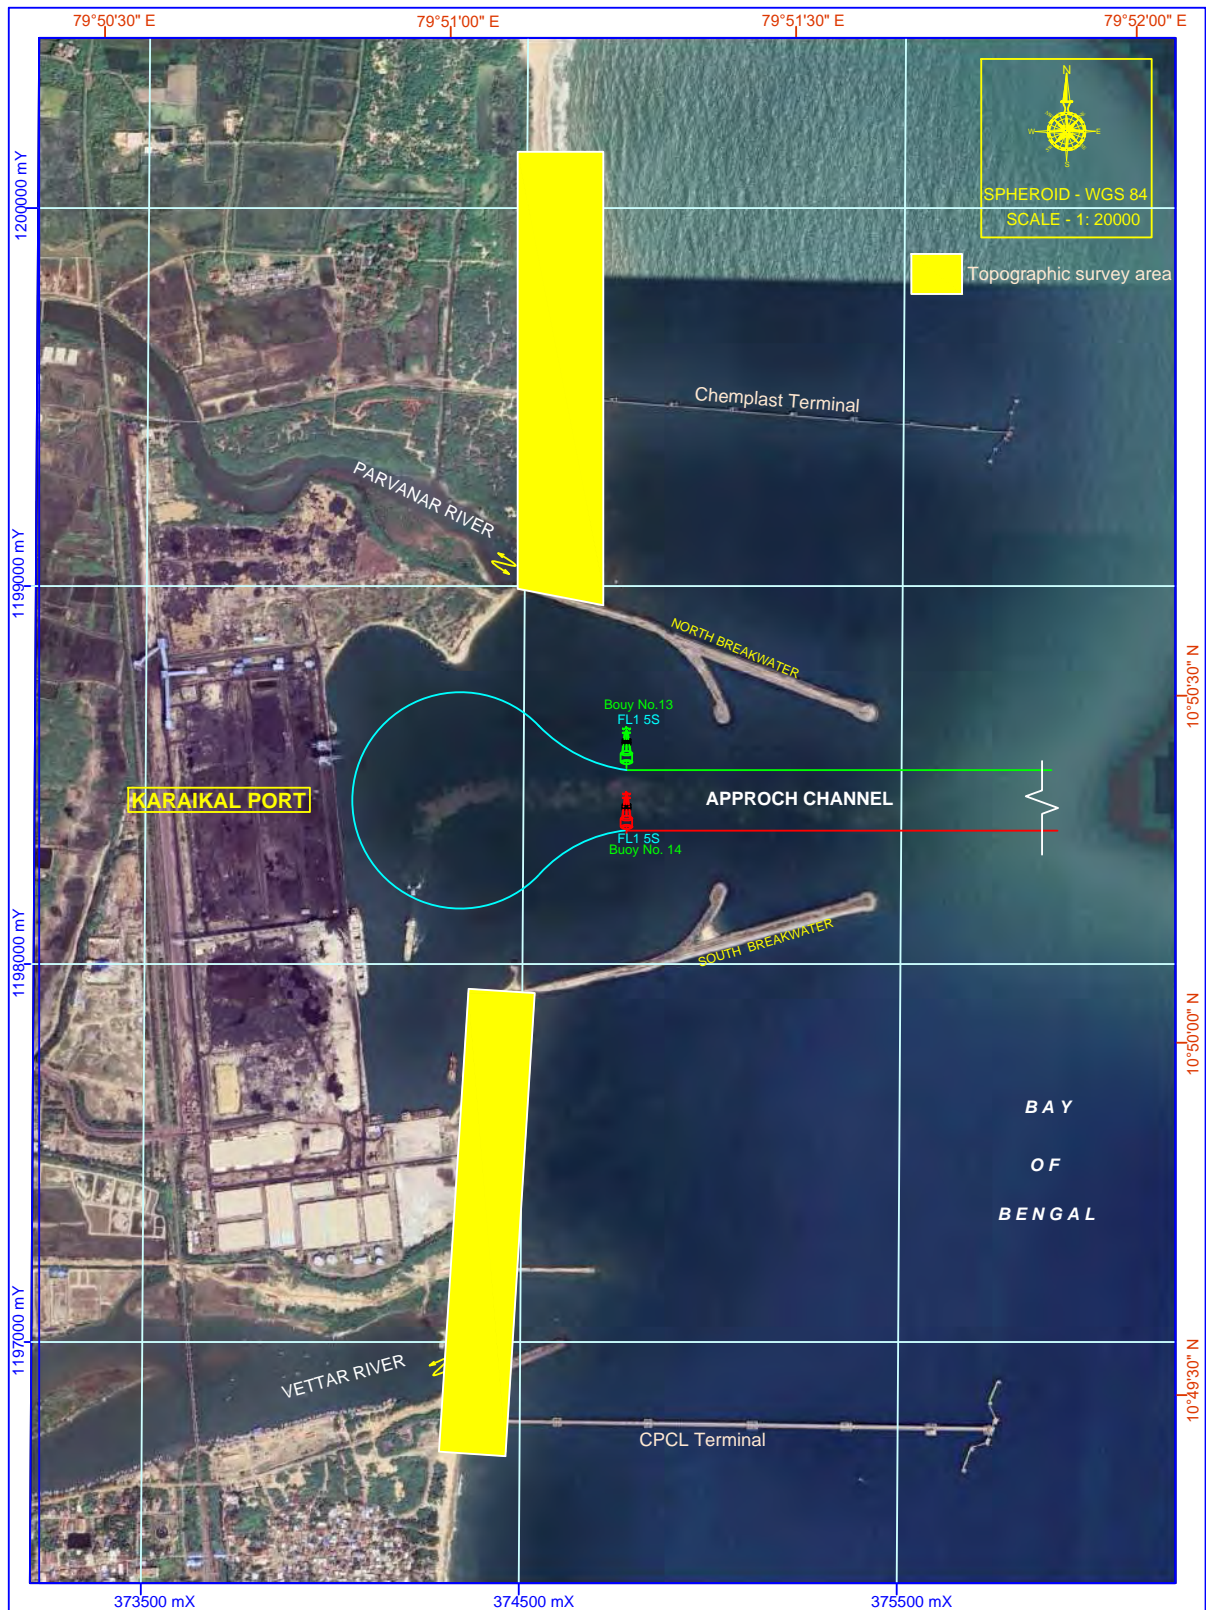 79°50'30" E
79°51'00" E
79°51'30" E
79°52'00" E
N
W
E
S
SPHEROID - WGS 84
SCALE - 1: 20000
1200000 mY
Topographic survey area
Chemplast Terminal
PARVANAR RIVER
1199000 mY
NORTH BREAKWATER
10°50'30" N
Bouy No.13
FL1 5S
KARAIKAL PORT
APPROCH CHANNEL
FL1 5S
Buoy No. 14
SOUTH BREAKWATER
1198000 mY
10°50'00" N
BAY
OF
BENGAL
1197000 mY
VETTAR RIVER
10°49'30" N
CPCL Terminal
373500 mX
374500 mX
375500 mX